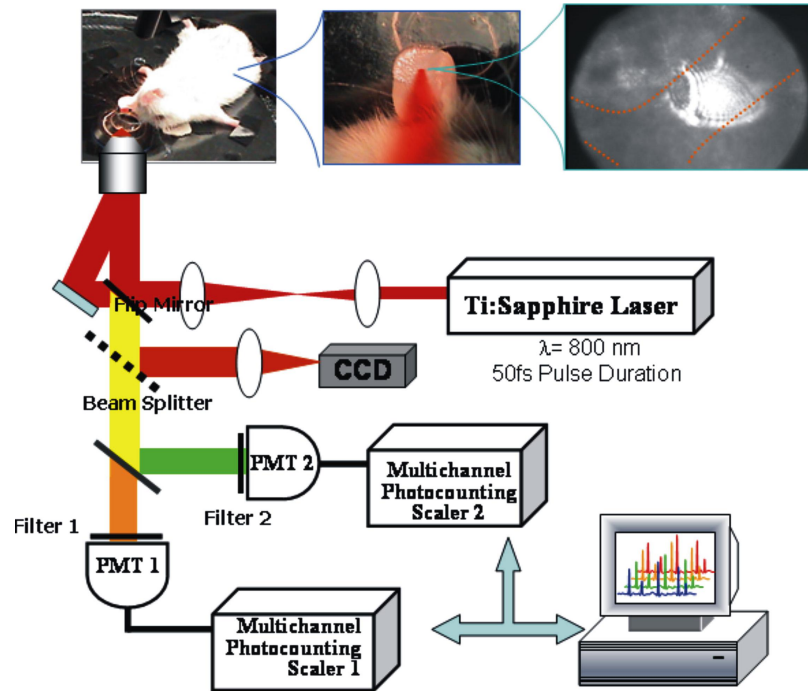 Flip Mirror
Ti:Sapphire Laser
λ= 800 nm
50fs Pulse Duration
CCD
Beam Splitter
PMT 2
Multichannel
Photocounting
Scaler 2
Filter 1
Filter 2
PMT 1
Multichannel
Photocounting
Scaler 1